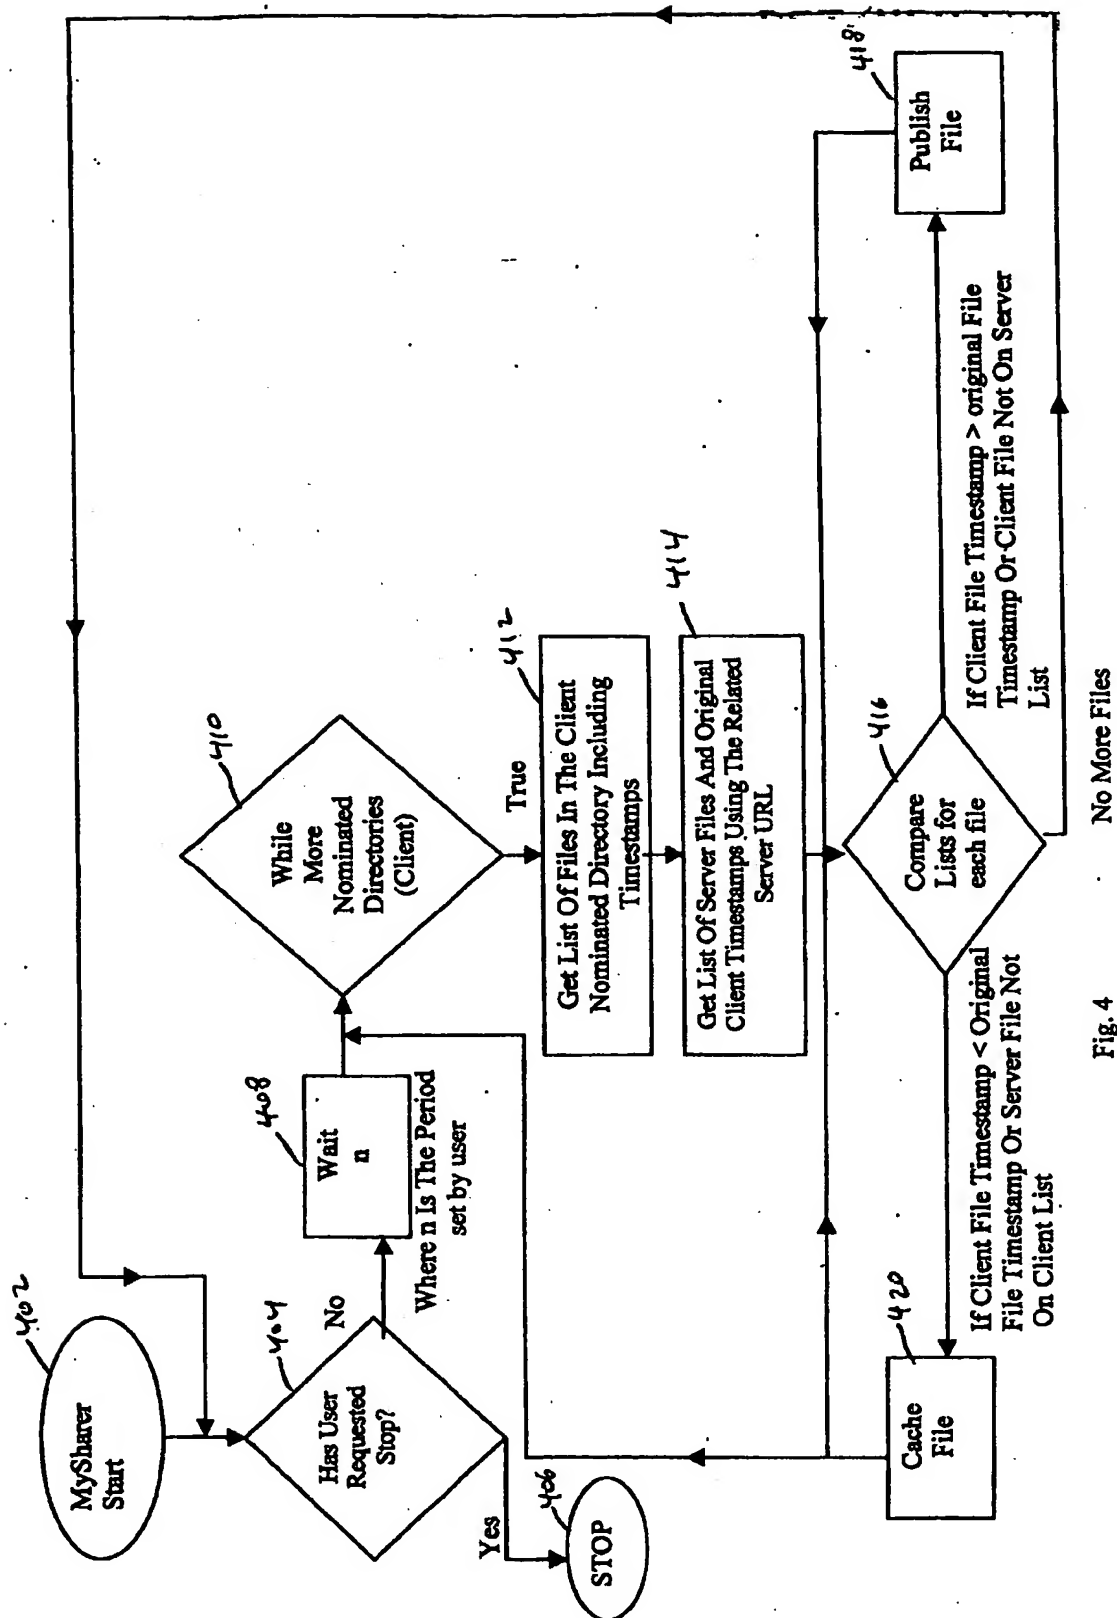 402
MySharer
Start
404
Has User
Requested
Stop?
No
Yes
406
STOP
408
Wait
n
Where n Is The Period
set by user
410
While
More
Nominated
Directories
(Client)
True
412
Get List Of Files In The Client
Nominated Directory Including
Timestamps
414
Get List Of Server Files And Original
Client Timestamps Using The Related
Server URL
416
Compare
Lists for
each file
418
Publish
File
If Client File Timestamp > original File
Timestamp Or Client File Not On Server
List
420
Cache
File
If Client File Timestamp < Original
File Timestamp Or Server File Not
On Client List
No More Files
Fig. 4